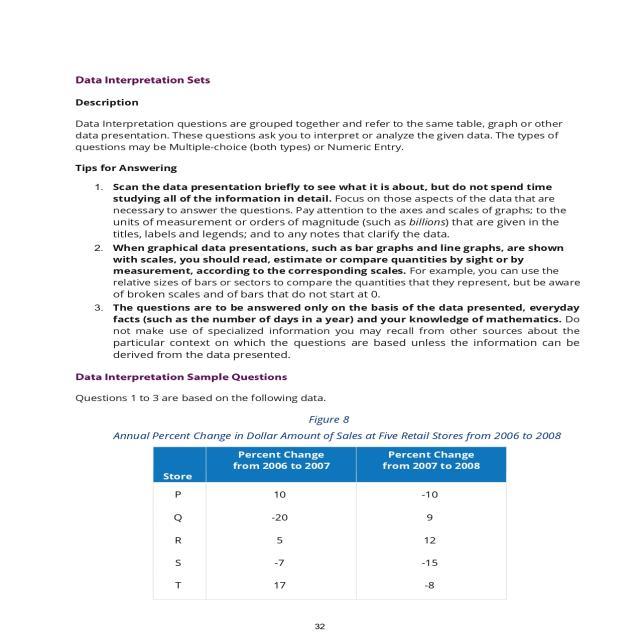 Data Interpretation Sets
Description
Data Interpretation questions are grouped together and refer to the same table, graph or other
data presentation. These questions ask you to interpret or analyze the given data. The types of
questions may be Multiple-choice (both types) or Numeric Entry.
Tips for Answering
1. Scan the data presentation briefly to see what it is about, but do not spend time
studying all of the information in detail. Focus on those aspects of the data that are
necessary to answer the questions. Pay attention to the axes and scales of graphs; to the
units of measurement or orders of magnitude (such as billions) that are given in the
titles, labels and legends; and to any notes that clarify the data.
2. When graphical data presentations, such as bar graphs and line graphs, are shown
with scales, you should read, estimate or compare quantities by sight or by
measurement, according to the corresponding scales. For example, you can use the
relative sizes of bars or sectors to compare the quantities that they represent, but be aware
of broken scales and of bars that do not start at 0.
3. The questions are to be answered only on the basis of the data presented, everyday
facts (such as the number of days in a year) and your knowledge of mathematics. Do
not make use of specialized information you may recall from other sources about the
particular context on which the questions are based unless the information can be
derived from the data presented.
Data Interpretation Sample Questions
Questions 1 to 3 are based on the following data.
Figure 8
Annual Percent Change in Dollar Amount of Sales at Five Retail Stores from 2006 to 2008
Store Percent Change from 2006 to 2007 Percent Change from 2007 to 2008
P 10 -10
Q -20 9
R 5 12
S -7 -15
T 17 -8
32